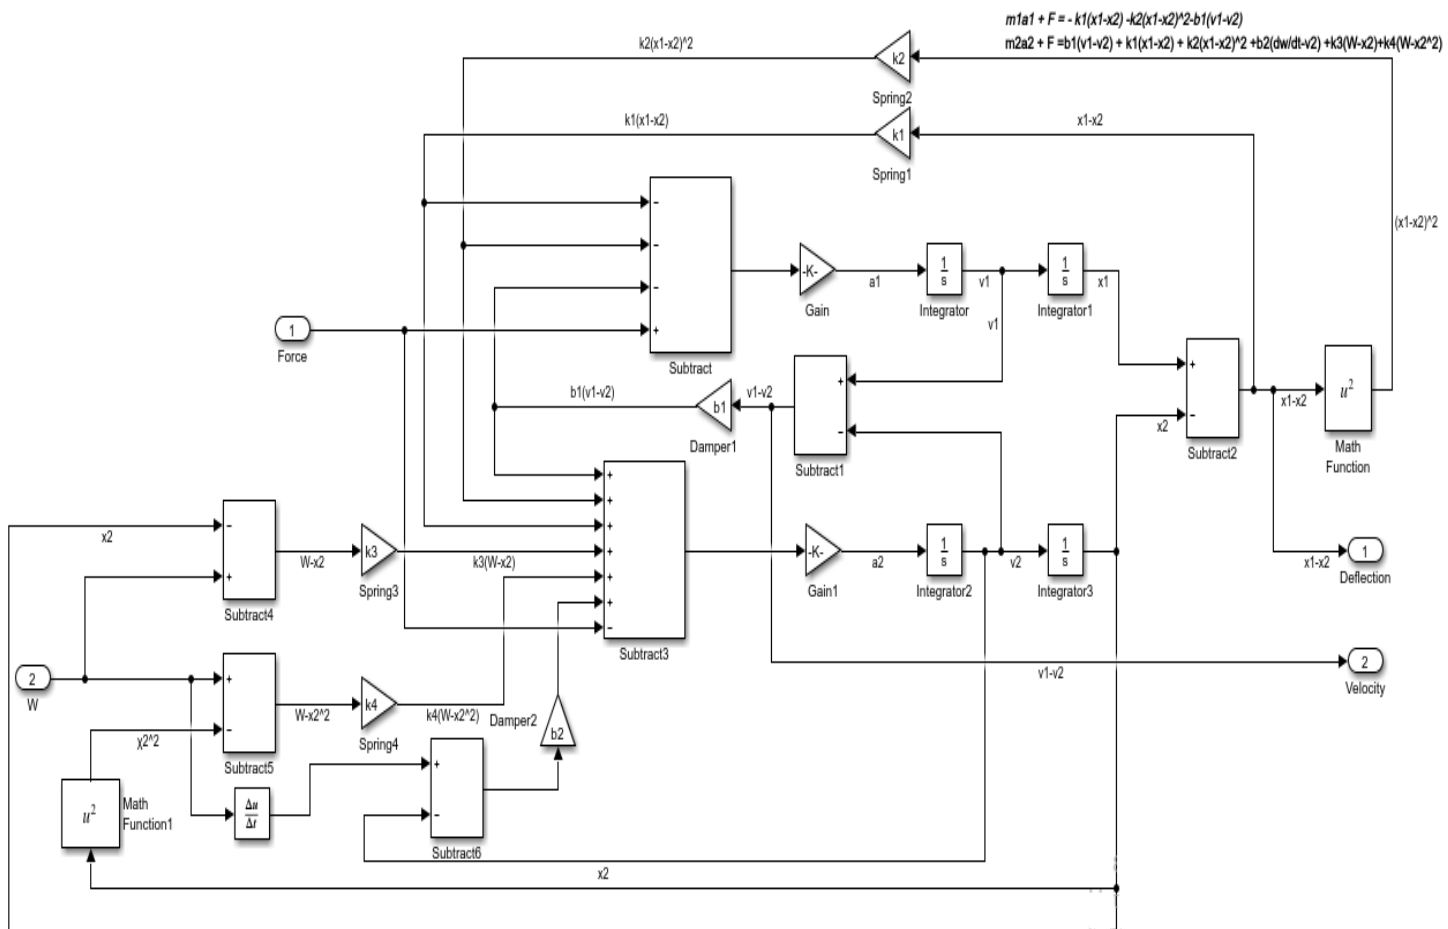 m1a1 + F = - k1(x1-x2) -k2(x1-x2)^2-b1(v1-v2)
m2a2 + F =b1(v1-v2) + k1(x1-x2) + k2(x1-x2)^2 +b2(dw/dt-v2) +k3(W-x2)+k4(W-x2^2)
k2(x1-x2)^2
k2
Spring2
k1(x1-x2)
k1
x1-x2
Spring1
(x1-x2)^2
-
-
-
+
Subtract
-K-
Gain
a1
1
s
Integrator
v1
v1
1
s
Integrator1
x1
1
Force
+
-
Subtract1
v1-v2
b1
Damper1
b1(v1-v2)
+
-
x2
Subtract2
x1-x2
u²
Math
Function
+
+
+
+
+
+
-
Subtract3
-K-
Gain1
a2
1
s
Integrator2
v2
1
s
Integrator3
x1-x2
1
Deflection
v1-v2
2
Velocity
x2
-
+
Subtract4
W-x2
k3
Spring3
k3(W-x2)
2
W
+
-
Subtract5
W-x2^2
k4
Spring4
k4(W-x2^2)
Damper2
b2
χ2^2
u²
Math
Function1
Δu
Δt
+
-
Subtract6
x2